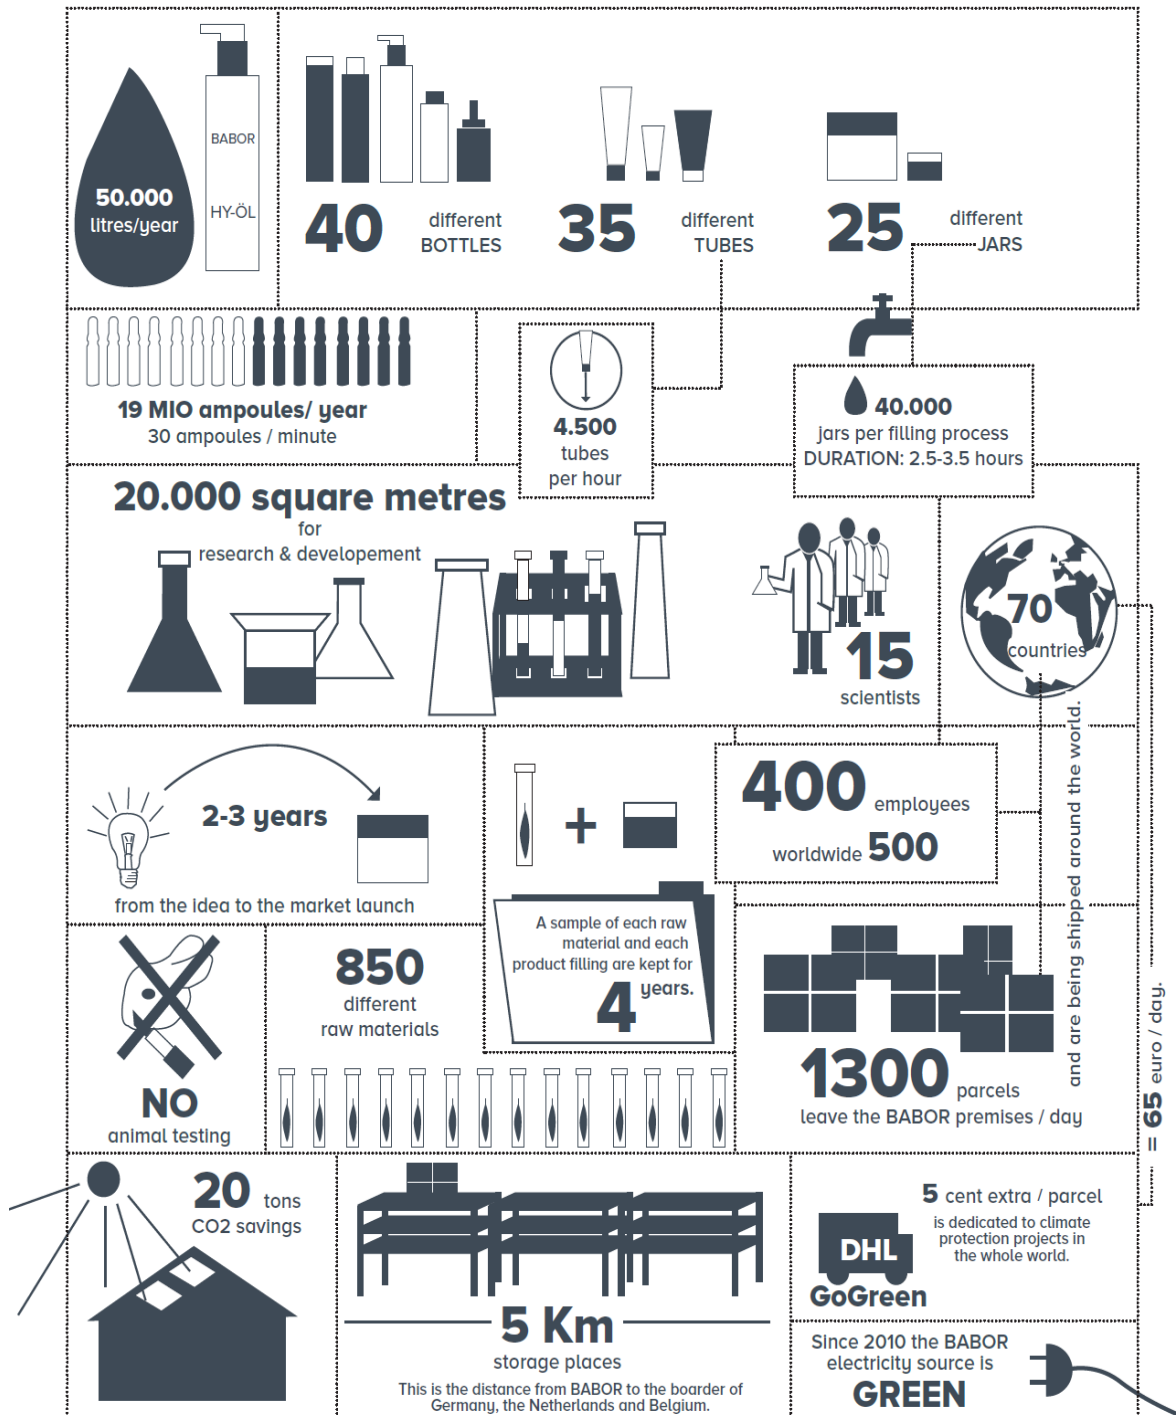 50.000
litres/year
BABOR
HY-ÖL
40
different
BOTTLES
35
different
TUBES
25
different
JARS
19 MIO ampoules/ year
30 ampoules / minute
4.500
tubes
per hour
40.000
jars per filling process
DURATION: 2.5-3.5 hours
20.000 square metres
for
research & developement
15
scientists
70
countries
2-3 years
from the idea to the market launch
+
A sample of each raw
material and each
product filling are kept for
4 years.
400 employees
worldwide 500
and are being shipped around the world.
NO
animal testing
850
different
raw materials
1300 parcels
leave the BABOR premises / day
= 65 euro / day.
20 tons
CO2 savings
5 Km
storage places
This is the distance from BABOR to the boarder of
Germany, the Netherlands and Belgium.
5 cent extra / parcel
is dedicated to climate
protection projects in
the whole world.
DHL
GoGreen
Since 2010 the BABOR
electricity source is
GREEN